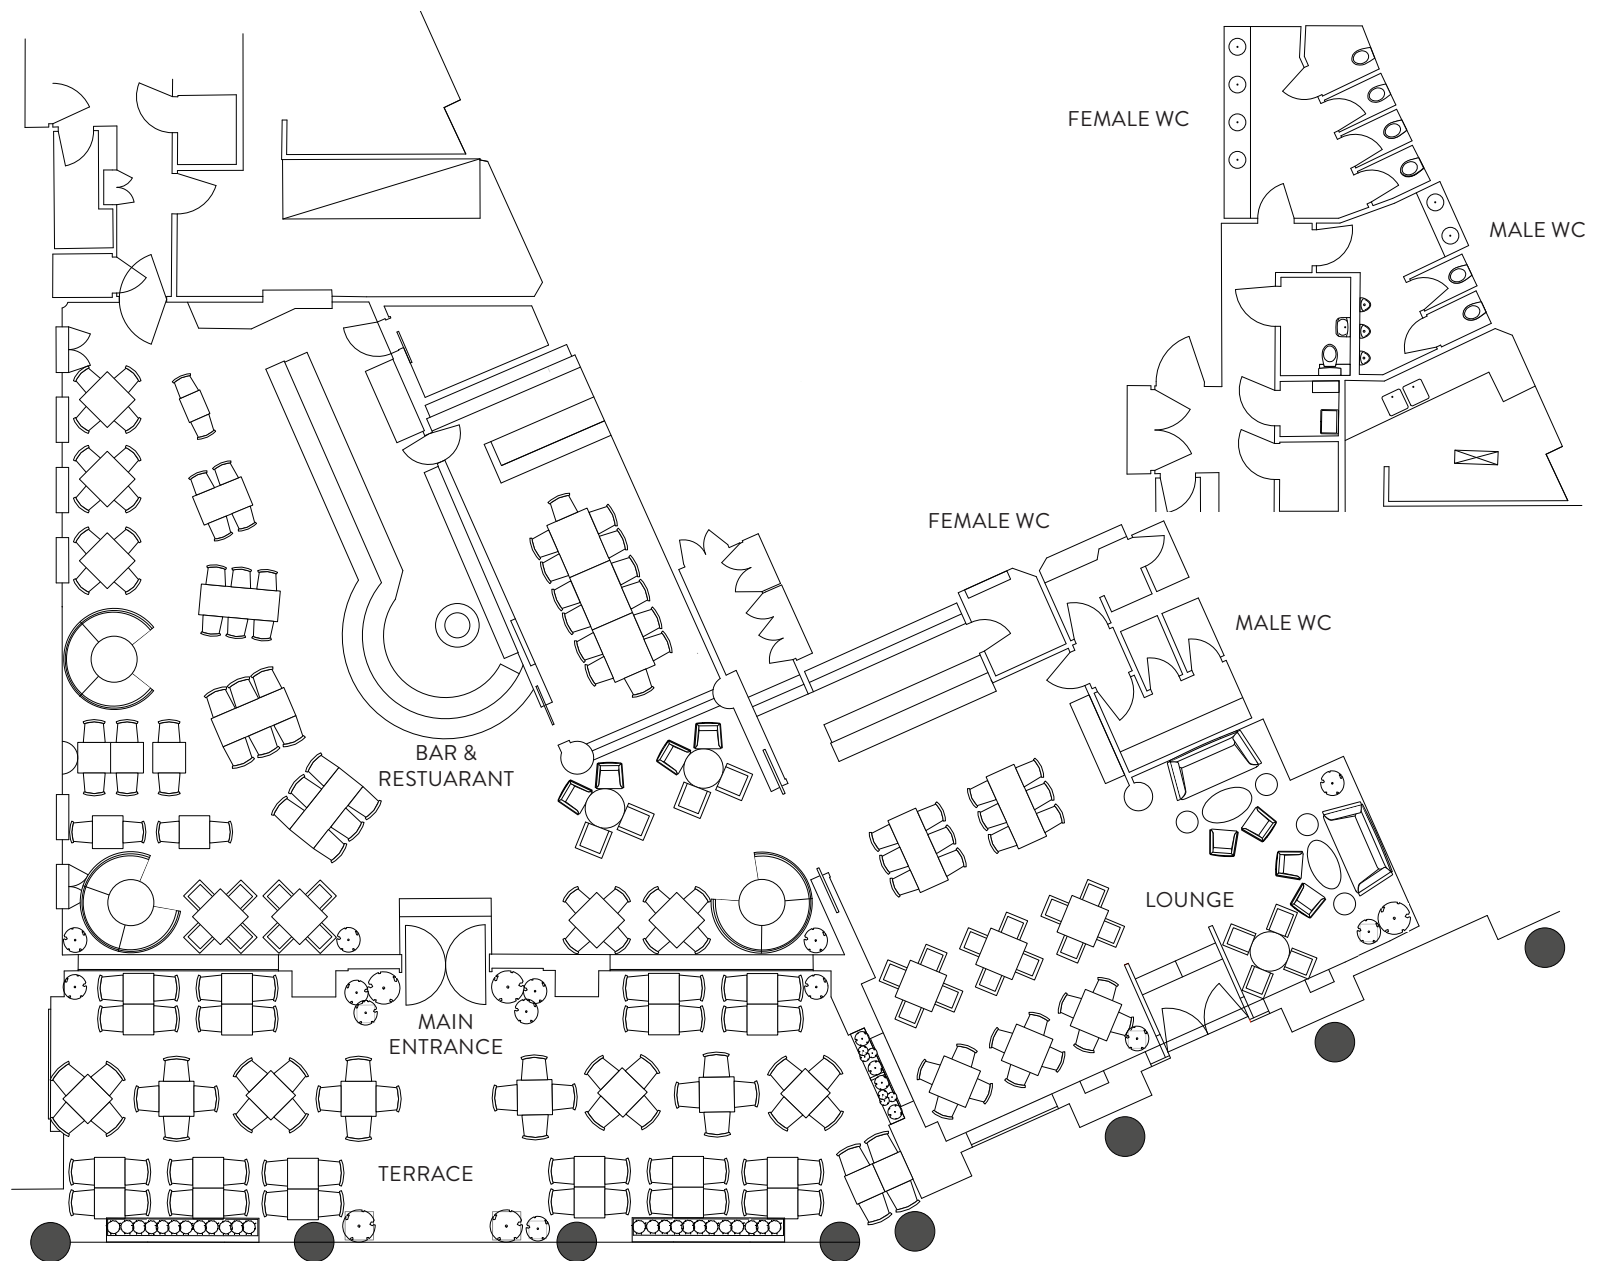 FEMALE WC
MALE WC
FEMALE WC
MALE WC
BAR &
RESTUARANT
LOUNGE
MAIN
ENTRANCE
TERRACE